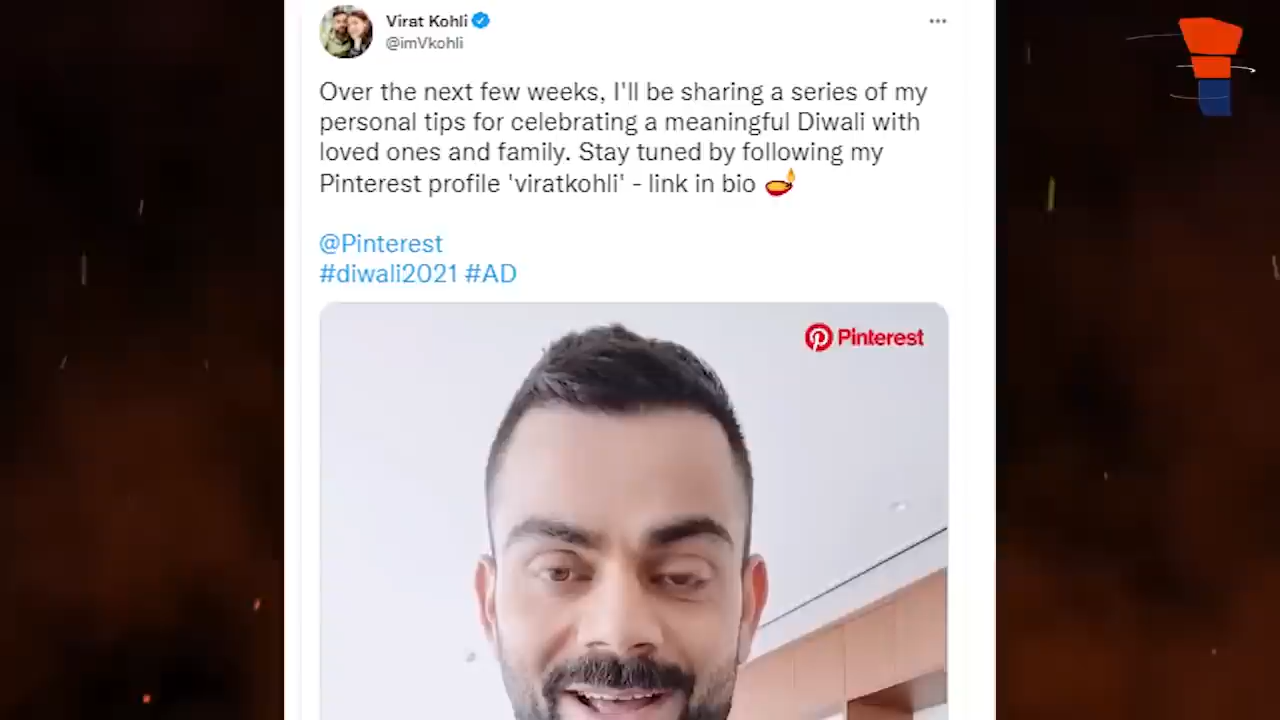 Virat Kohli
@imVkohli
Over the next few weeks, I'll be sharing a series of my
personal tips for celebrating a meaningful Diwali with
loved ones and family. Stay tuned by following my
Pinterest profile 'viratkohli' - link in bio 🪔
@Pinterest
#diwali2021 #AD
Pinterest